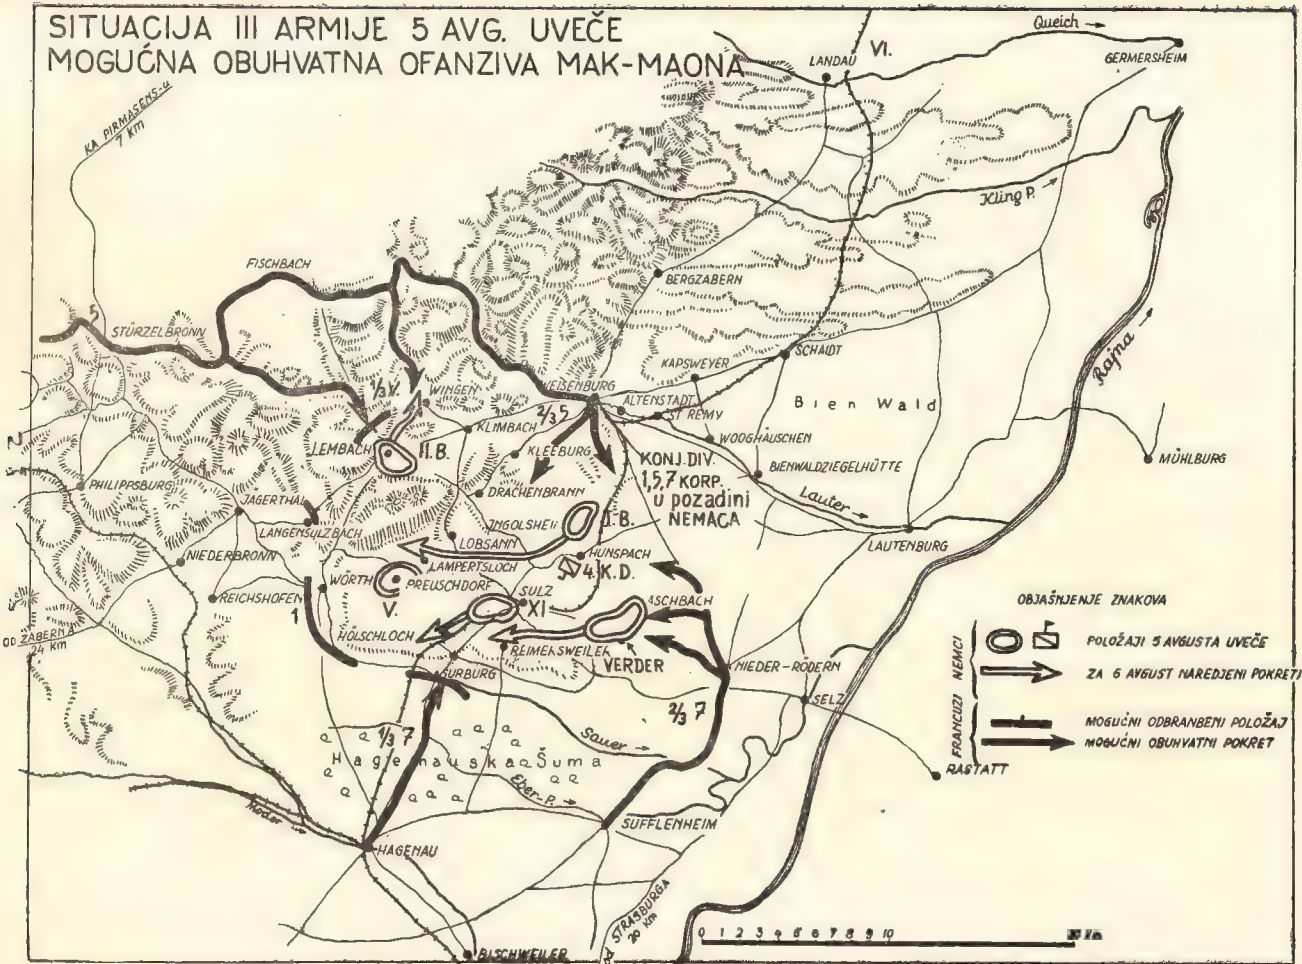 SITUACIJA III ARMIJE 5 AVG. UVEČE
MOGUĆNA OBUHVATNA OFANZIVA MAK-MAONA
Queich
VI.
LANDAU
GERMERSHEIM
KA PIRMASENS-u
7 Km
Kling P.
FISCHBACH
BERGZABERN
5
STÜRZELBRONN
SCHAIDT
KAPSWEYER
Rajna
1/3 V.
WINGEN
WEISENBURG
ALTENSTADT
ST REMY
Bien Wald
2/3 5
KLIMBACH
WOOGHÄUSCHEN
LEMBACH
II.B.
KLEEBURG
KONJ. DIV.
1,5,7 KORP.
u pozadini
NEMACA
BIENWALDZIEGELHÜTTE
MÜHLBURG
PHILIPPSBURG
JAGERTHAL
DRACHENBRANN
Lauter
LANGENSULZBACH
I.B.
LOBSANN
LAUTENBURG
NIEDERBRONN
HUNSPACH
LAMPERTSLOCH
4.K.D.
WÖRTH
PREUSCHDORF
REICHSHOFEN
1
V.
SULZ
XI
ASCHBACH
OBJAŠNJENJE ZNAKOVA
OD ZABERNA
24 Km
HÖLSCHLOCH
REIMERSWEILER
VERDER
NIEDER-RÖDERN
NEMCI
POLOŽAJI 5 AVGUSTA UVEČE
ZA 6 AVGUST NAREDJENI POKRETI
SURBURG
SELZ
2/3 7
FRANCUZI
MOGUĆNI ODBRANBENI POLOŽAJ
MOGUĆNI OBUHVATNI POKRET
1/3 7
Sauer
Hagenauska Šuma
RASTATT
Eber-P.
Moder
SUFFLENHEIM
HAGENAU
STRASBURGA
20 Km
BISCHWEILER
0 1 2 3 4 5 6 7 8 9 10
20 Km